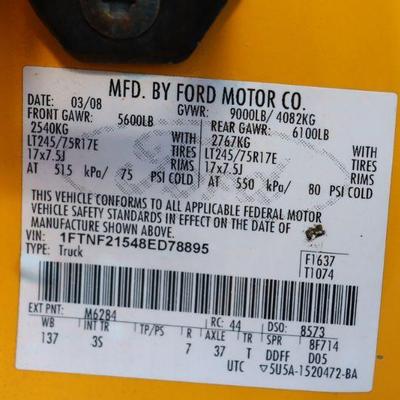 MFD. BY FORD MOTOR CO.
DATE: 03/08 GVWR: 9000LB/ 4082KG
FRONT GAWR: 5600LB REAR GAWR: 6100LB
2540KG WITH 2767KG WITH
LT245/75R17E TIRES LT245/75R17E TIRES
17x7.5J RIMS 17x7.5J RIMS
AT 515 kPa/ 75 PSI COLD AT 550 kPa/ 80 PSI COLD
THIS VEHICLE CONFORMS TO ALL APPLICABLE FEDERAL MOTOR
VEHICLE SAFETY STANDARDS IN EFFECT ON THE DATE OF
MANUFACTURE SHOWN ABOVE.
VIN: 1FTNF21548ED78895 F1637
TYPE: Truck T1074
EXT PNT: M6284 RC: 44 DSO: 8573
WB INT TR TP/PS R AXLE TR SPR 8F714
137 3S 7 37 T DDFF D05
UTC ▽5U5A-1520472-BA